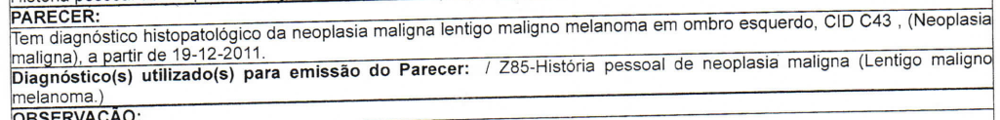 PARECER:
Tem diagnóstico histopatológico da neoplasia maligna lentigo maligno melanoma em ombro esquerdo, CID C43 , (Neoplasia
maligna), a partir de 19-12-2011.
Diagnóstico(s) utilizado(s) para emissão do Parecer: / Z85-História pessoal de neoplasia maligna (Lentigo maligno
melanoma.)
OBSERVAÇÃO: